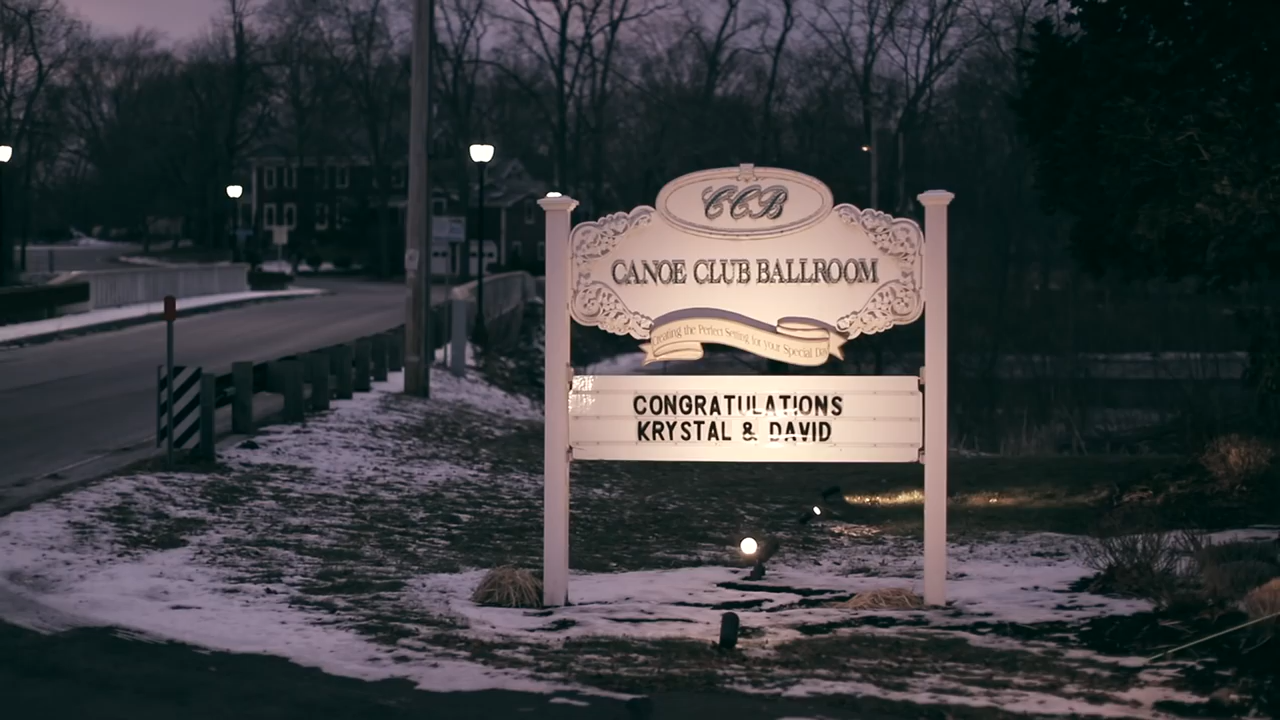 CCB
CANOE CLUB BALLROOM
Creating the Perfect Setting for your Special Day
CONGRATULATIONS
KRYSTAL & DAVID